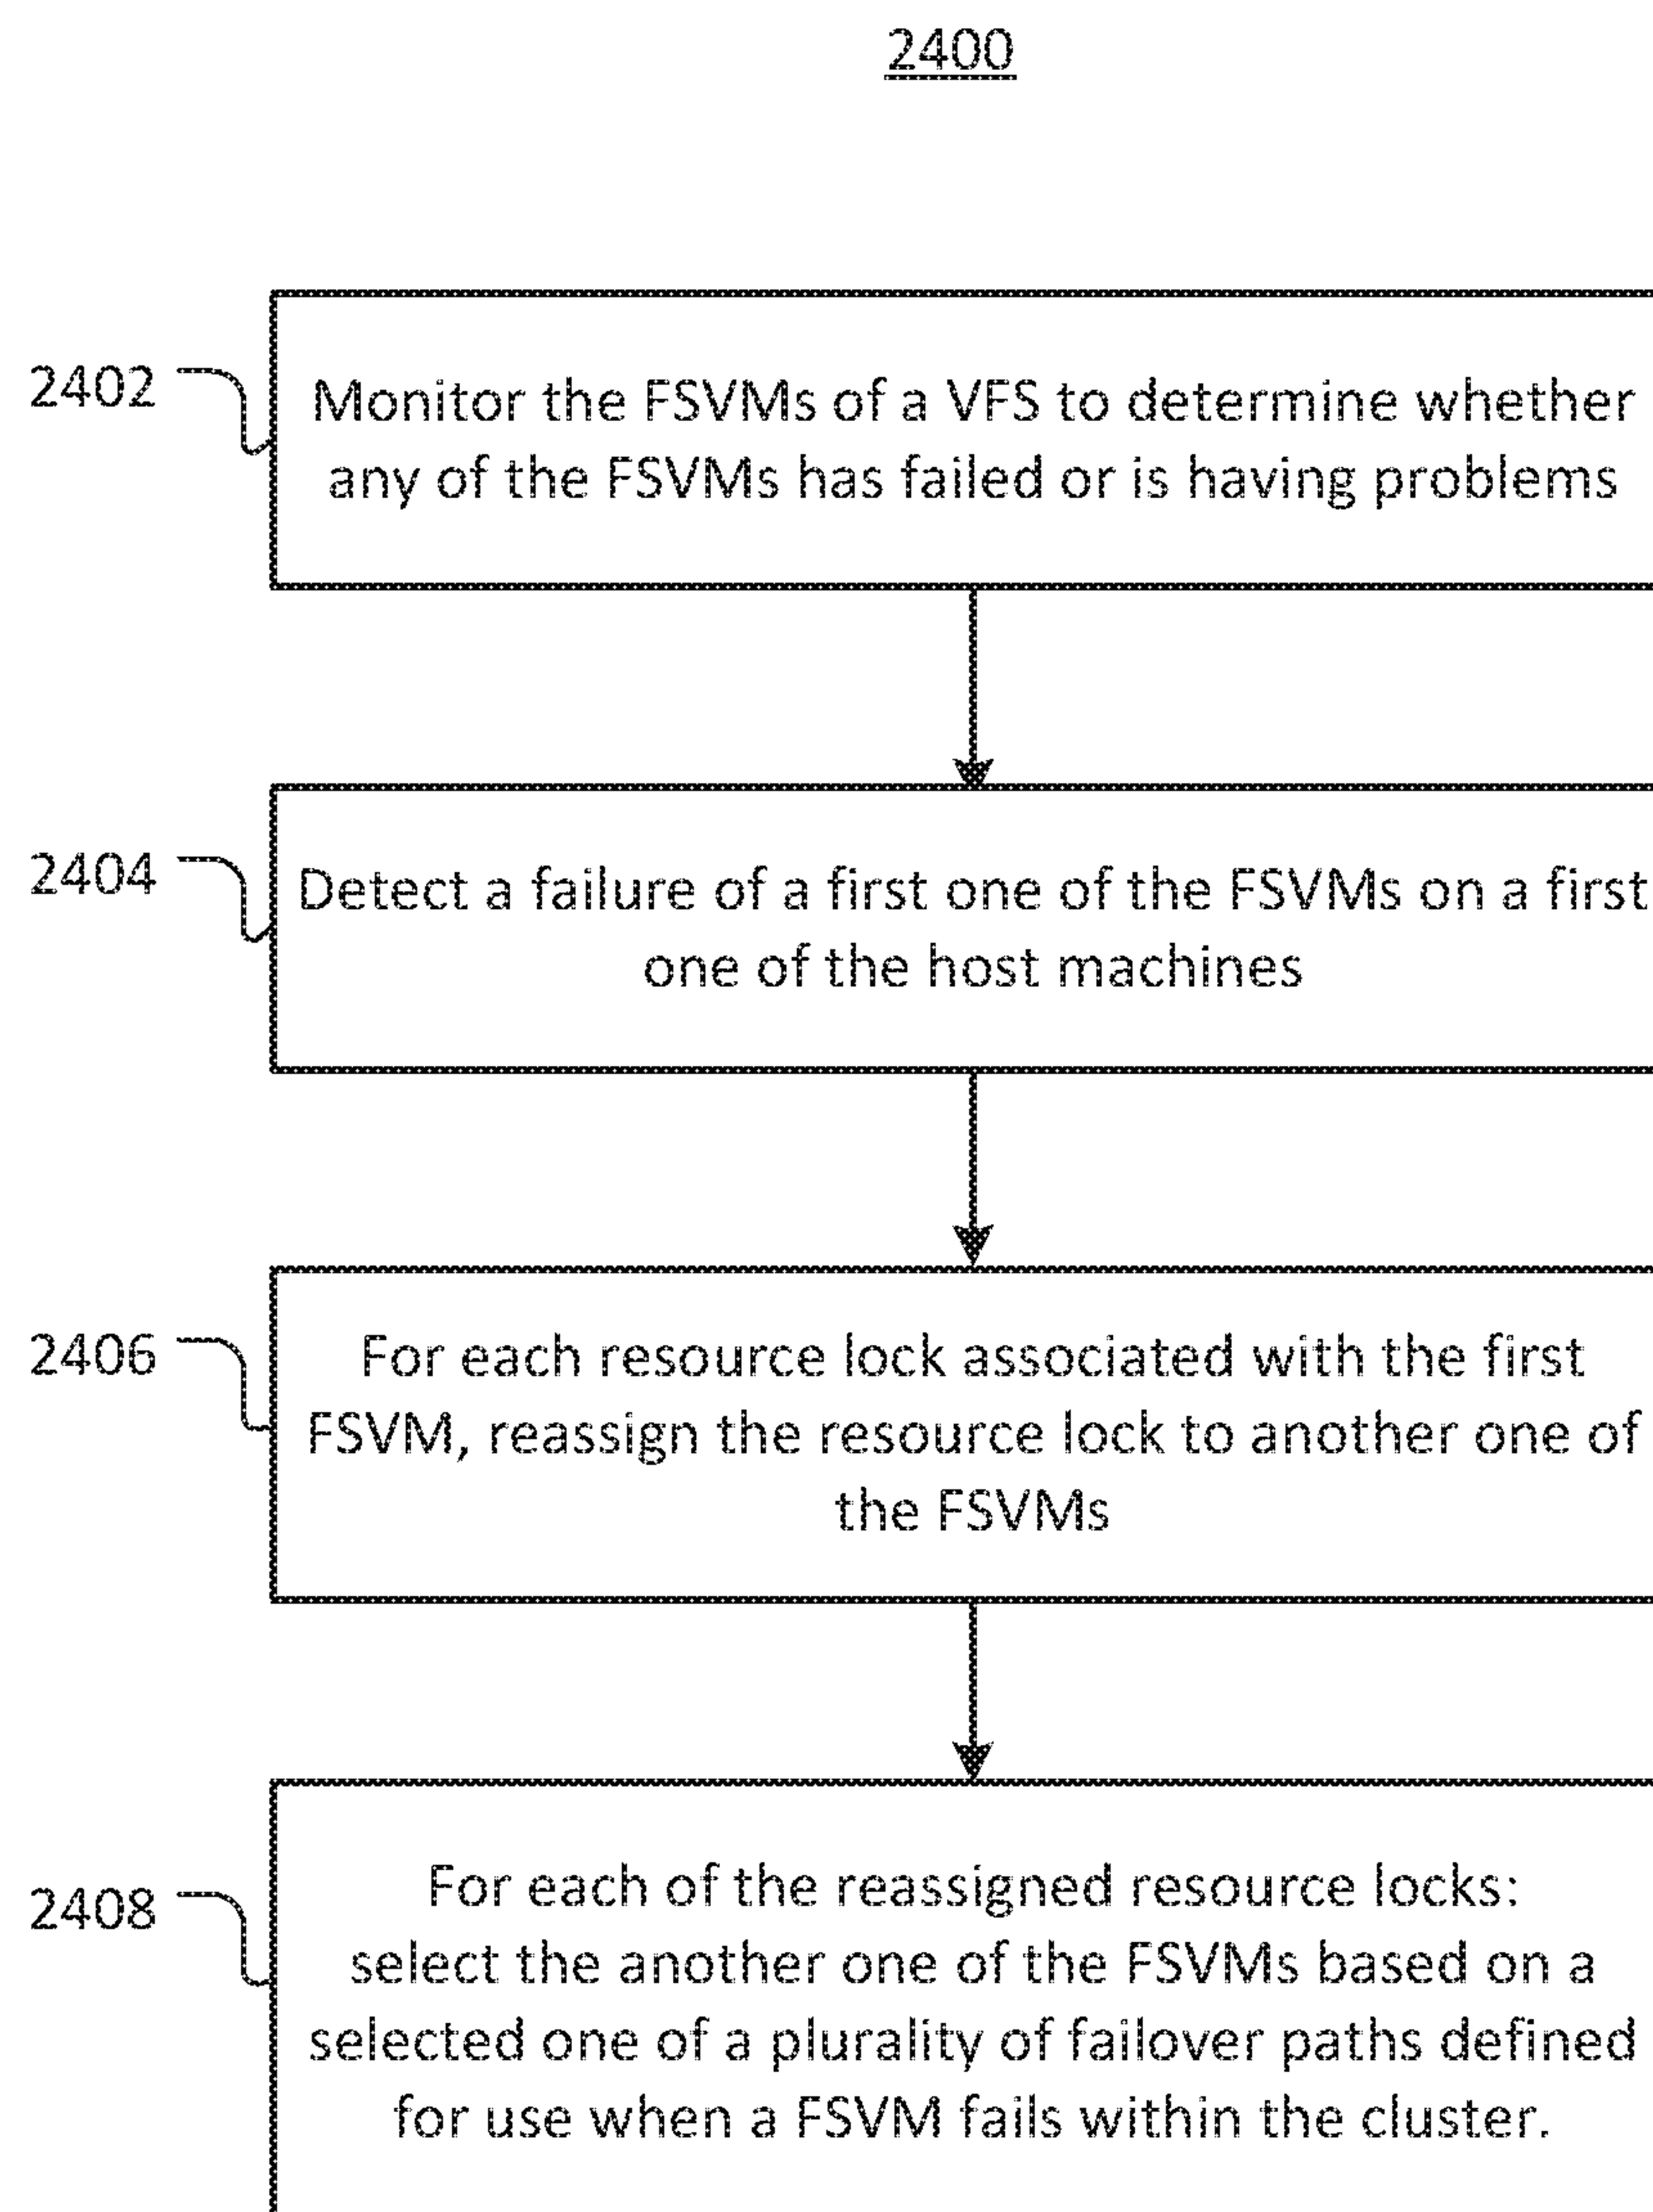 2400
2402
Monitor the FSVMs of a VFS to determine whether
any of the FSVMs has failed or is having problems
2404
Detect a failure of a first one of the FSVMs on a first
one of the host machines
2406
For each resource lock associated with the first
FSVM, reassign the resource lock to another one of
the FSVMs
2408
For each of the reassigned resource locks:
select the another one of the FSVMs based on a
selected one of a plurality of failover paths defined
for use when a FSVM fails within the cluster.